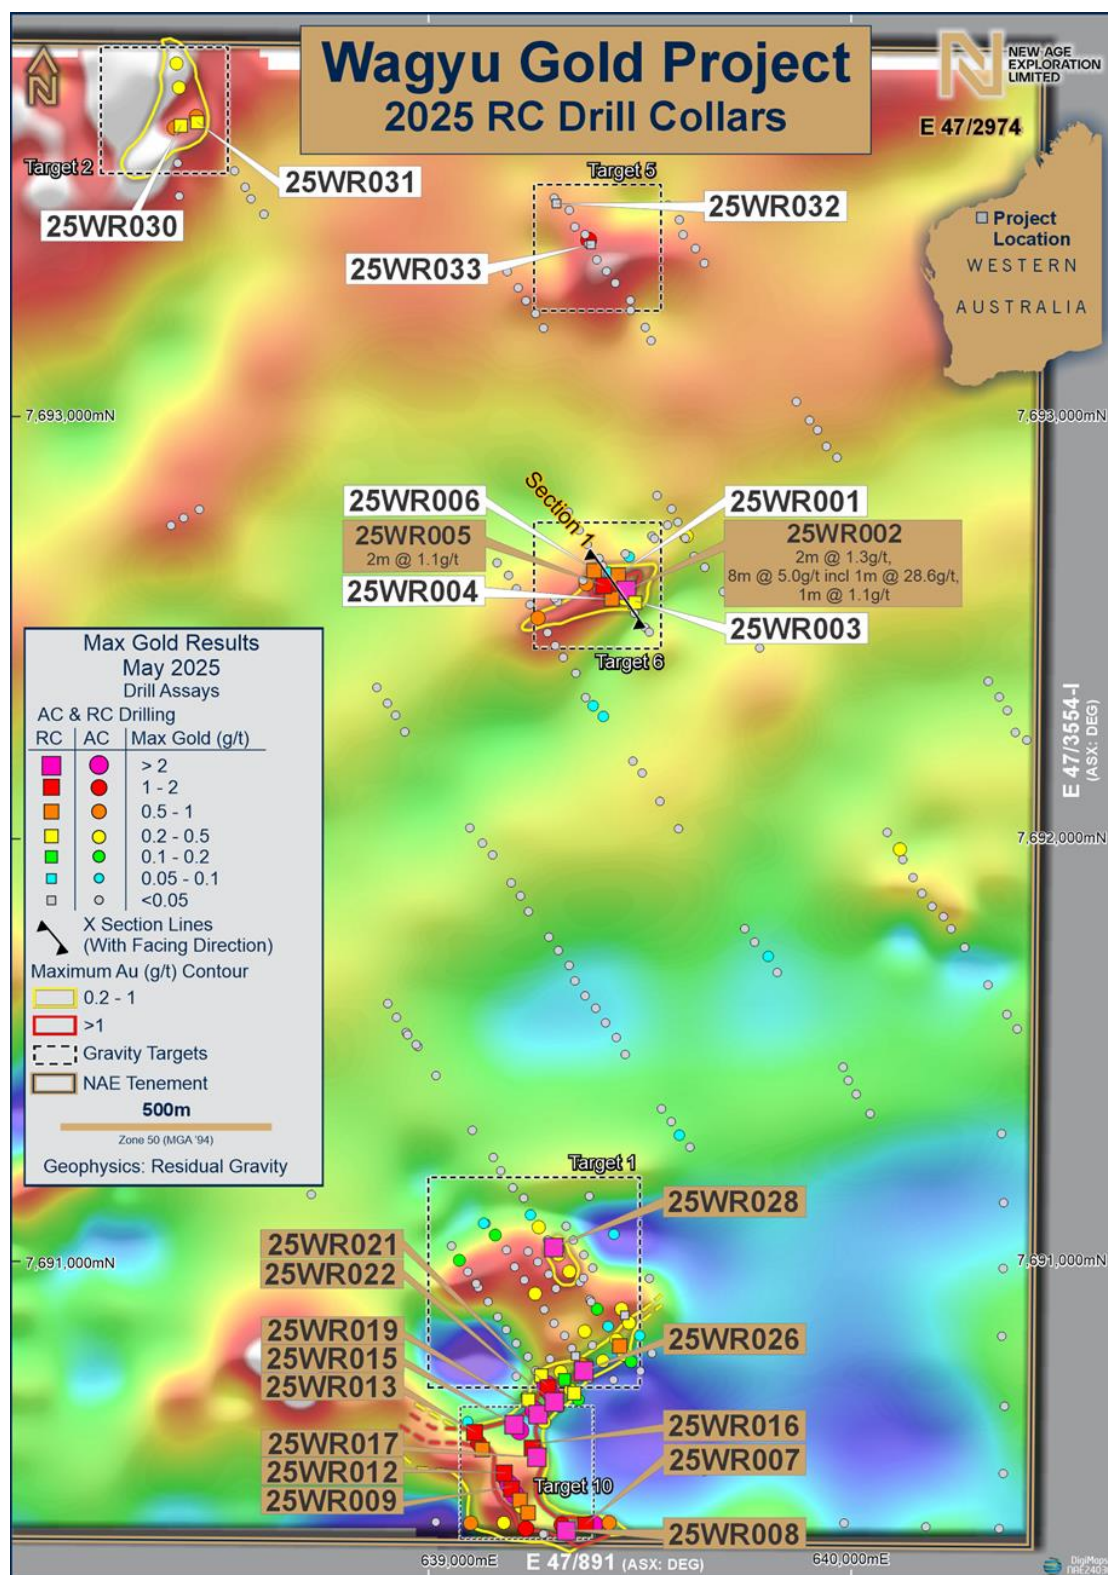 Wagyu Gold Project
2025 RC Drill Collars
N
NEW AGE
EXPLORATION
LIMITED
E 47/2974
Project
Location
WESTERN
AUSTRALIA
Target 2
25WR031
25WR030
Target 5
25WR032
25WR033
7,693,000mN
7,693,000mN
Section 1
25WR006
25WR001
25WR005
2m @ 1.1g/t
25WR002
2m @ 1.3g/t,
8m @ 5.0g/t incl 1m @ 28.6g/t,
1m @ 1.1g/t
25WR004
25WR003
Target 6
Max Gold Results
May 2025
Drill Assays
AC & RC Drilling
RC AC Max Gold (g/t)
> 2
1 - 2
0.5 - 1
0.2 - 0.5
0.1 - 0.2
0.05 - 0.1
<0.05
X Section Lines
(With Facing Direction)
Maximum Au (g/t) Contour
0.2 - 1
>1
Gravity Targets
NAE Tenement
500m
Zone 50 (MGA '94)
Geophysics: Residual Gravity
E 47/3554-I
(ASX: DEG)
7,692,000mN
Target 1
25WR028
25WR021
7,691,000mN
7,691,000mN
25WR022
25WR019
25WR026
25WR015
25WR013
25WR016
25WR017
25WR007
25WR012
Target 10
25WR009
25WR008
639,000mE
E 47/891 (ASX: DEG)
640,000mE
DigiMaps